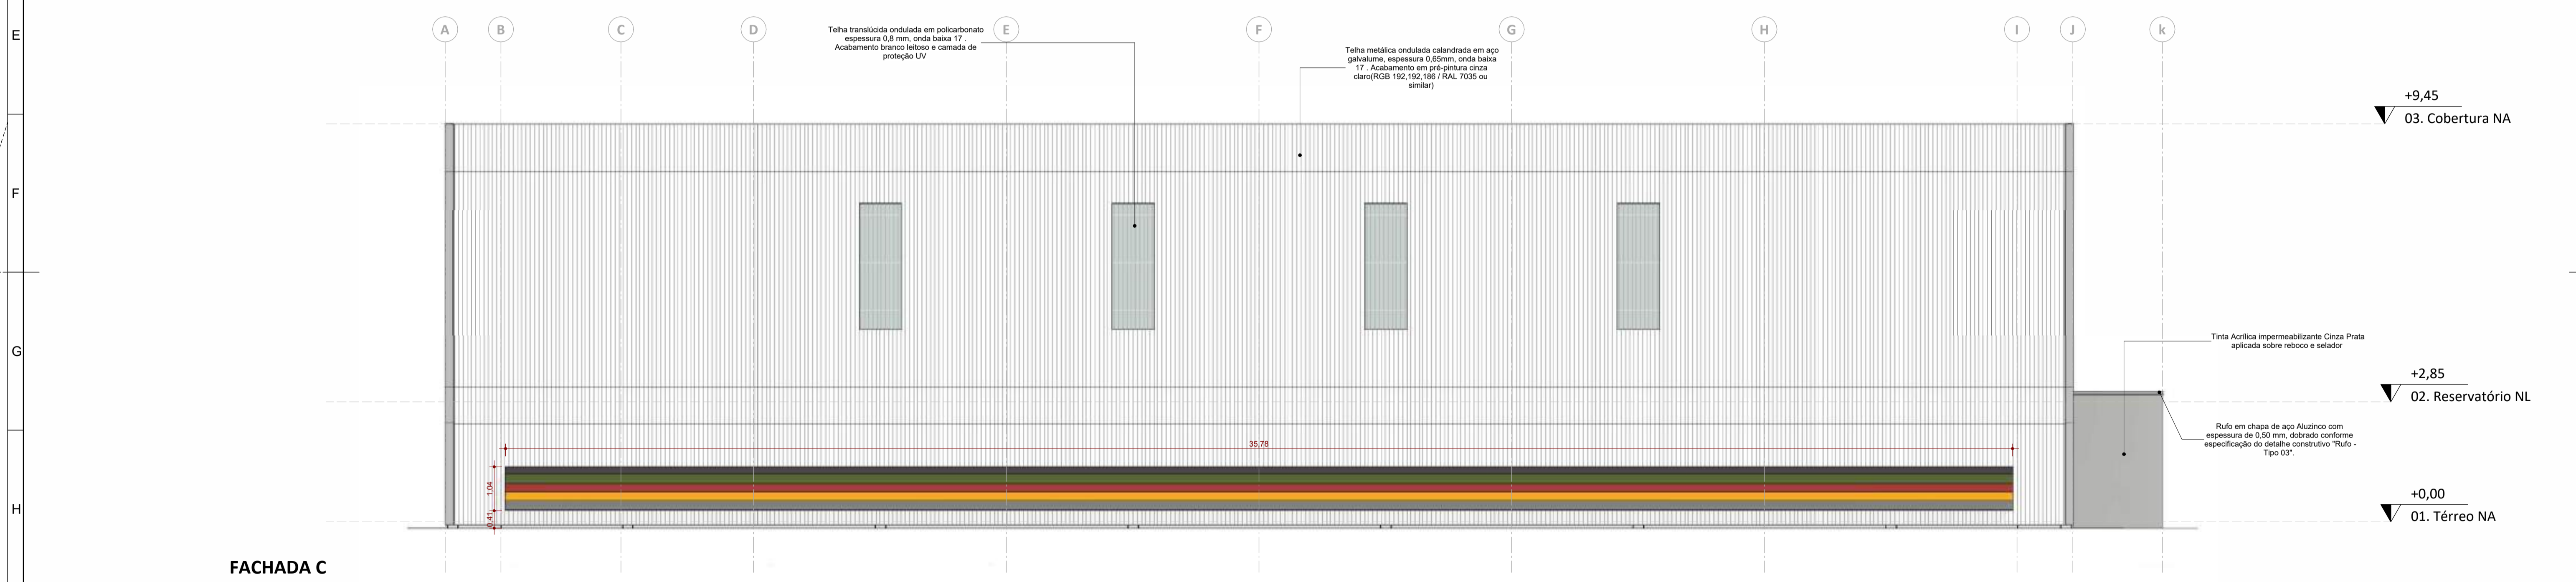 E
F
G
H
A
B
C
D
E
F
G
H
I
J
k
Telha translúcida ondulada em policarbonato
espessura 0,8 mm, onda baixa 17 .
Acabamento branco leitoso e camada de
proteção UV
Telha metálica ondulada calandrada em aço
galvalume, espessura 0,65mm, onda baixa
17 . Acabamento em pré-pintura cinza
claro(RGB 192,192,186 / RAL 7035 ou
similar)
+9,45
03. Cobertura NA
Tinta Acrílica impermeabilizante Cinza Prata
aplicada sobre reboco e selador
+2,85
02. Reservatório NL
Rufo em chapa de aço Aluzinco com
espessura de 0,50 mm, dobrado conforme
especificação do detalhe construtivo "Rufo -
Tipo 03".
35,78
1,04
0,41
+0,00
01. Térreo NA
FACHADA C